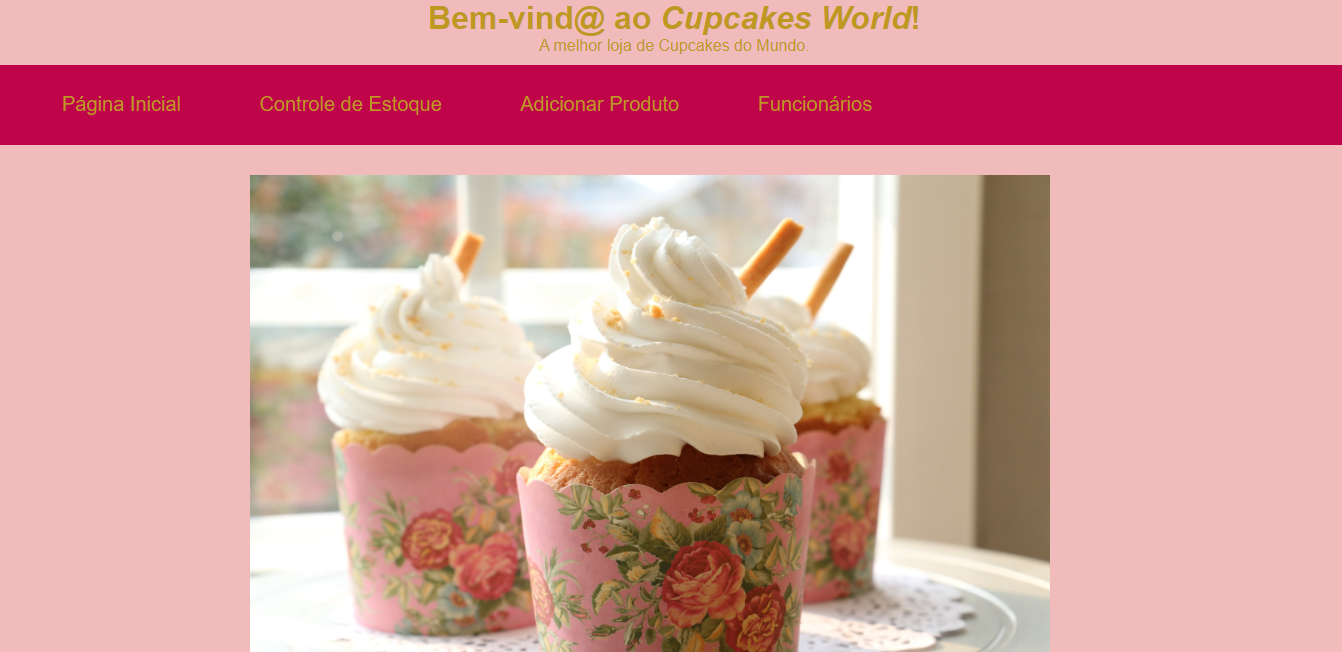 Bem-vind@ ao Cupcakes World!
A melhor loja de Cupcakes do Mundo.
Página Inicial
Controle de Estoque
Adicionar Produto
Funcionários